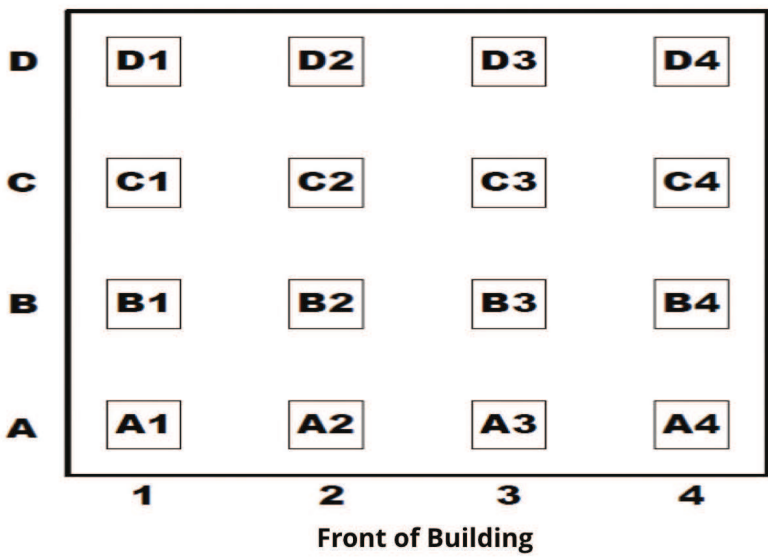 D D1 D2 D3 D4
C C1 C2 C3 C4
B B1 B2 B3 B4
A A1 A2 A3 A4
1 2 3 4
Front of Building